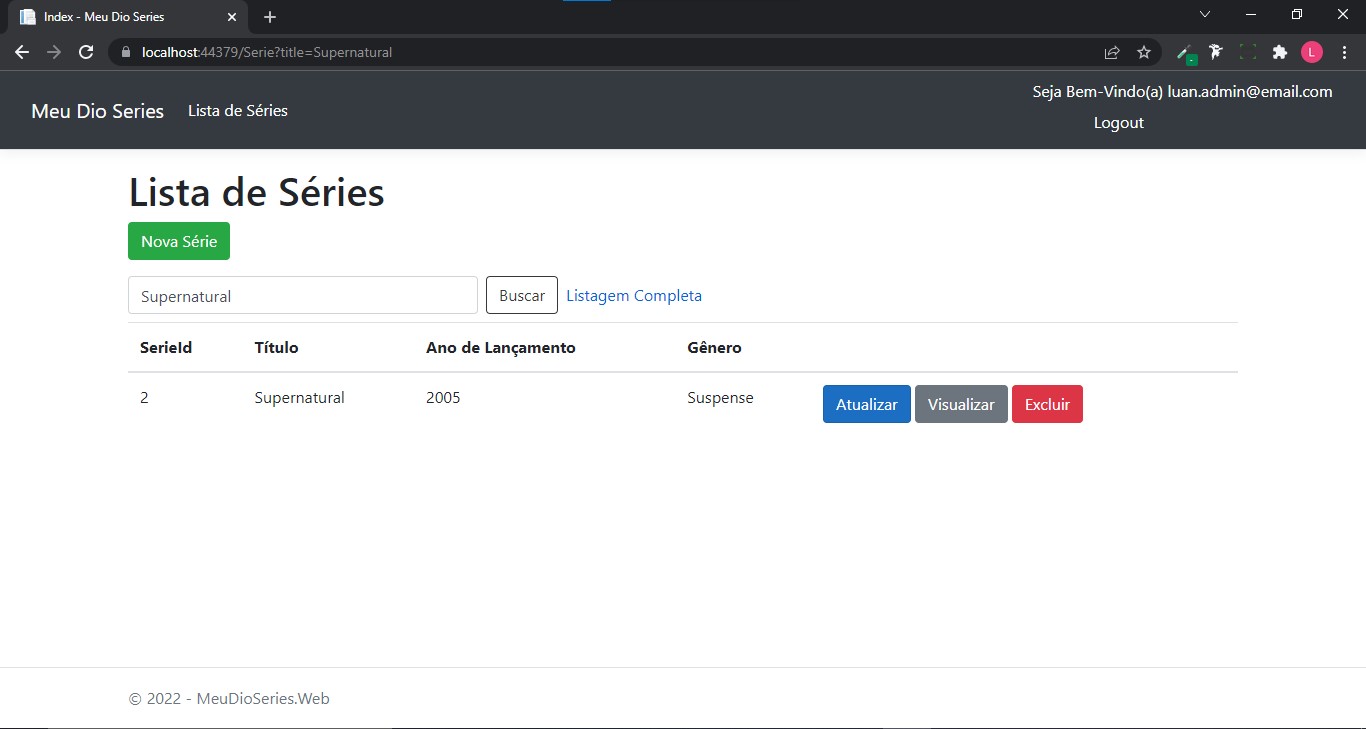 Index - Meu Dio Series
localhost:44379/Serie?title=Supernatural
L
Meu Dio Series
Lista de Séries
Seja Bem-Vindo(a) luan.admin@email.com
Logout
Lista de Séries
Nova Série
Supernatural
Buscar
Listagem Completa
SerieId Título Ano de Lançamento Gênero
2 Supernatural 2005 Suspense Atualizar Visualizar Excluir
© 2022 - MeuDioSeries.Web